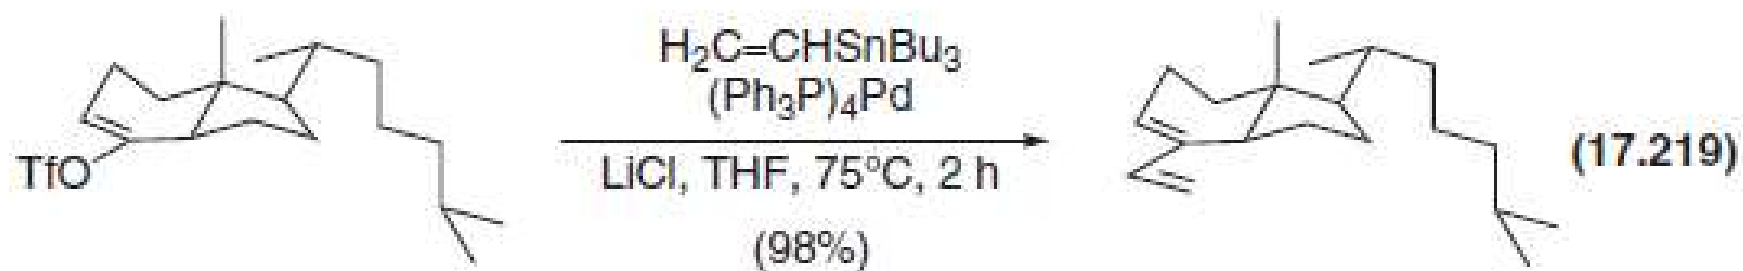 H₂C=CHSnBu₃
(Ph₃P)₄Pd
TfO
LiCl, THF, 75°C, 2 h
(17.219)
(98%)